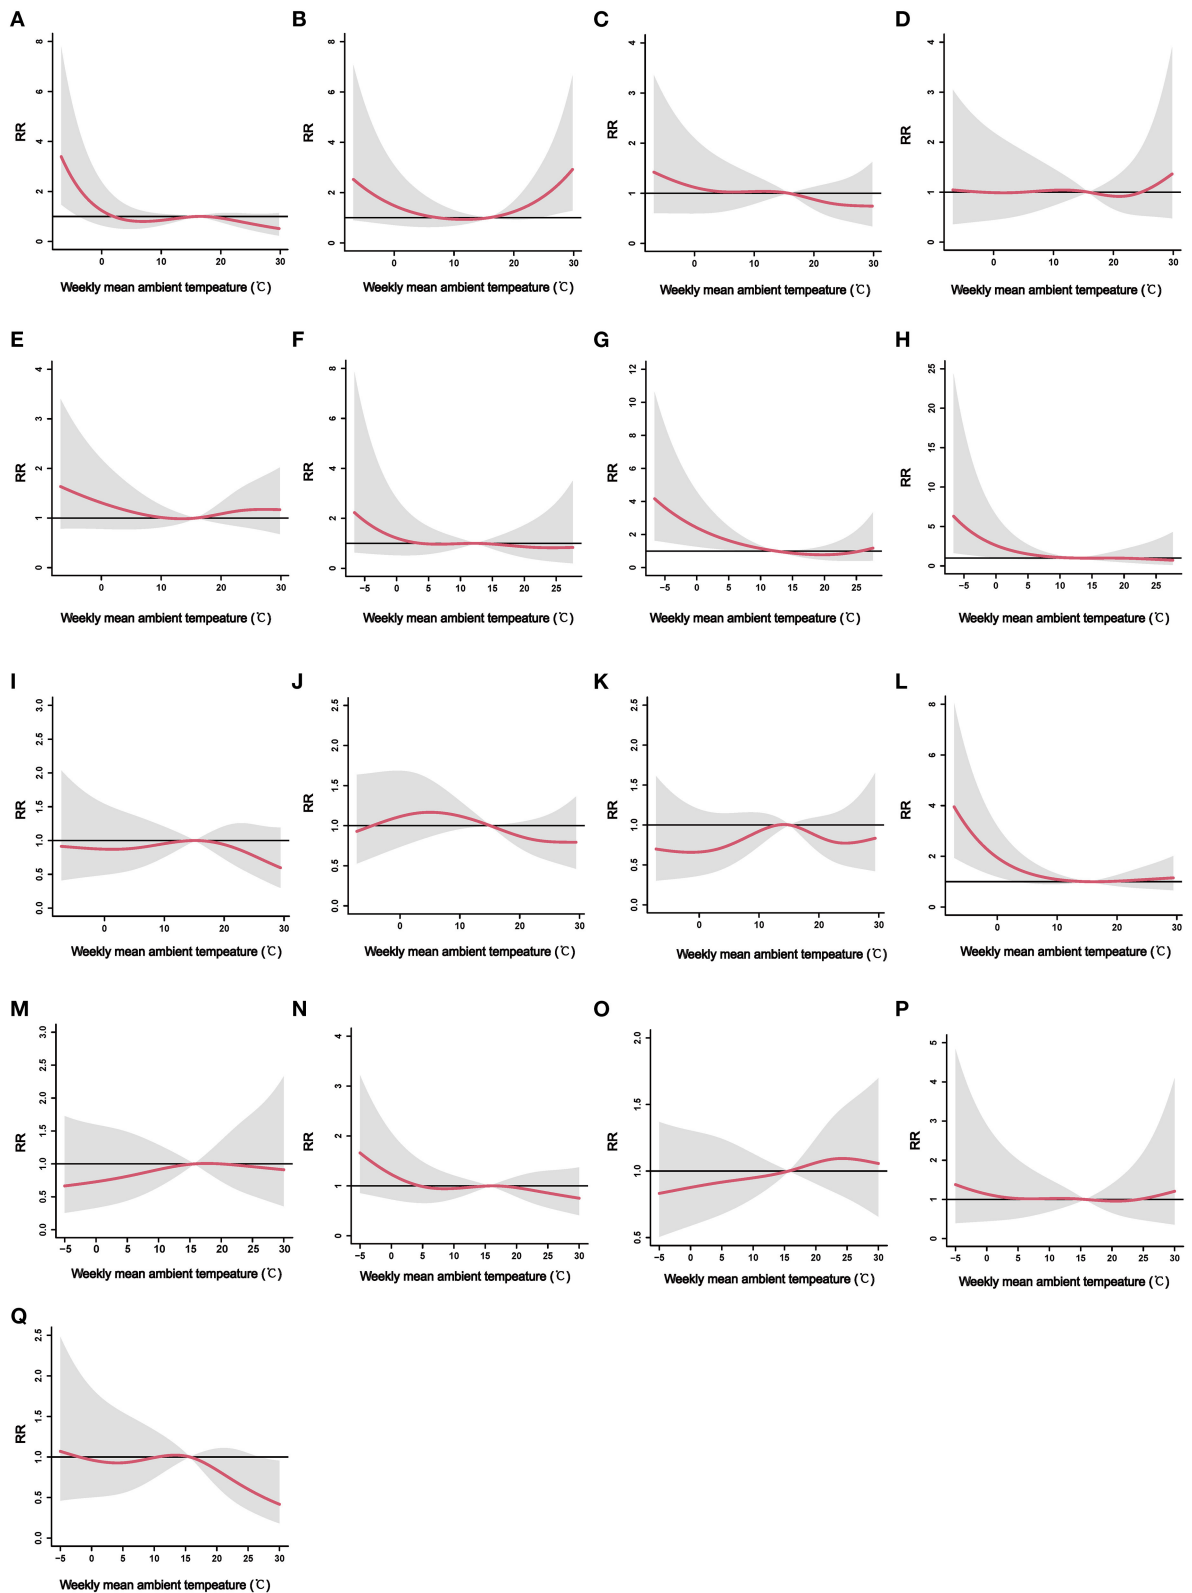 A B C D
RR 0 2 4 6 8
0 10 20 30
Weekly mean ambient tempeature (℃)
RR 0 2 4 6 8
0 10 20 30
Weekly mean ambient tempeature (℃)
RR 0 1 2 3 4
0 10 20 30
Weekly mean ambient tempeature (℃)
RR 0 1 2 3 4
0 10 20 30
Weekly mean ambient tempeature (℃)
E F G H
RR 0 1 2 3 4
0 10 20 30
Weekly mean ambient tempeature (℃)
RR 0 2 4 6 8
−5 0 5 10 15 20 25
Weekly mean ambient tempeature (℃)
RR 0 2 4 6 8 10 12
−5 0 5 10 15 20 25
Weekly mean ambient tempeature (℃)
RR 0 5 10 15 20 25
−5 0 5 10 15 20 25
Weekly mean ambient tempeature (℃)
I J K L
RR 0.0 0.5 1.0 1.5 2.0 2.5 3.0
0 10 20 30
Weekly mean ambient tempeature (℃)
RR 0.0 0.5 1.0 1.5 2.0 2.5
0 10 20 30
Weekly mean ambient tempeature (℃)
RR 0.0 0.5 1.0 1.5 2.0 2.5
0 10 20 30
Weekly mean ambient tempeature (℃)
RR 0 2 4 6 8
0 10 20 30
Weekly mean ambient tempeature (℃)
M N O P
RR 0.0 0.5 1.0 1.5 2.0 2.5 3.0
−5 0 5 10 15 20 25 30
Weekly mean ambient tempeature (℃)
RR 0 1 2 3 4
−5 0 5 10 15 20 25 30
Weekly mean ambient tempeature (℃)
RR 0.5 1.0 1.5 2.0
−5 0 5 10 15 20 25 30
Weekly mean ambient tempeature (℃)
RR 0 1 2 3 4 5
−5 0 5 10 15 20 25 30
Weekly mean ambient tempeature (℃)
Q
RR 0.0 0.5 1.0 1.5 2.0 2.5
−5 0 5 10 15 20 25 30
Weekly mean ambient tempeature (℃)